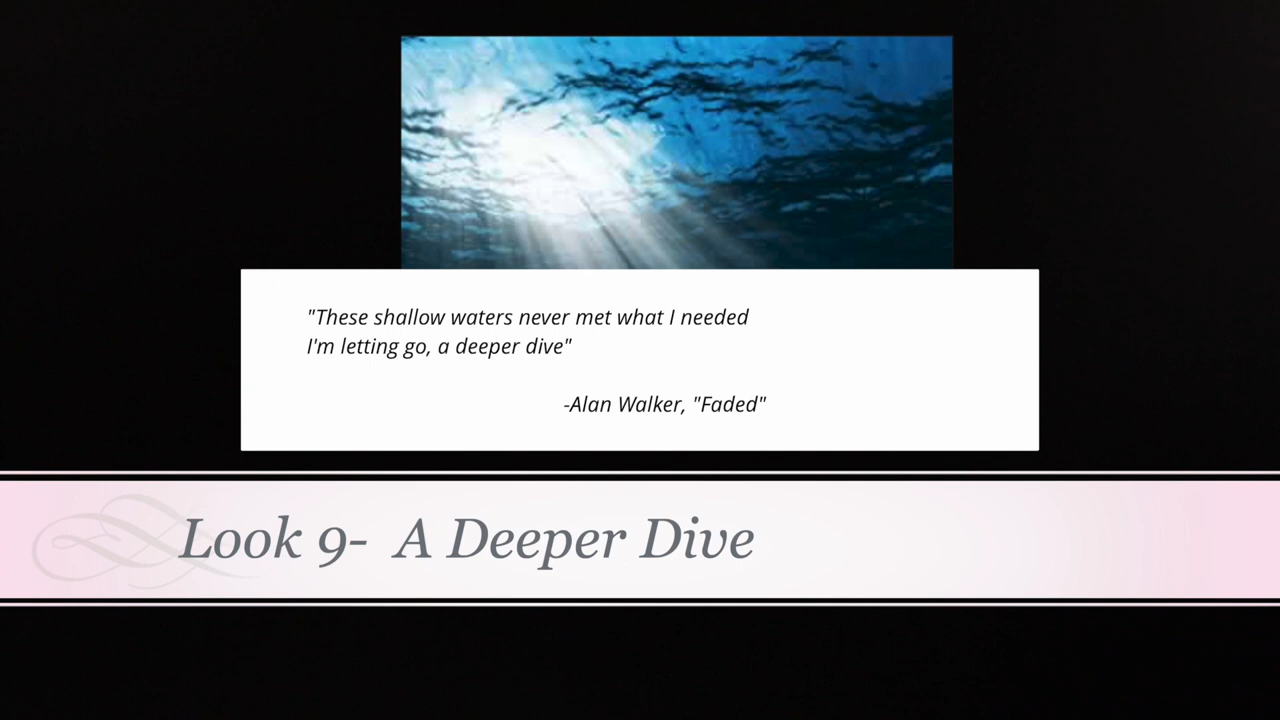 "These shallow waters never met what I needed
I'm letting go, a deeper dive"
-Alan Walker, "Faded"
Look 9-  A Deeper Dive